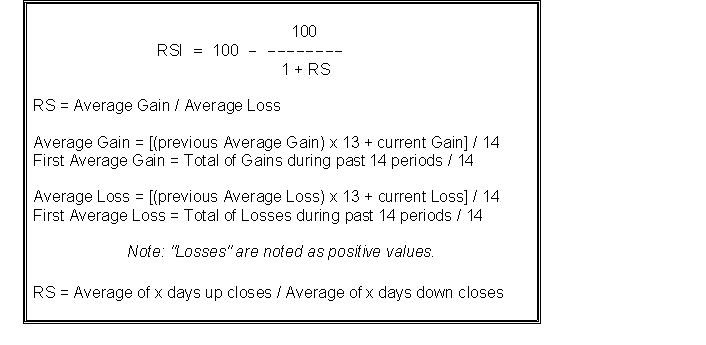 100
RSI = 100 – – – – – – – – –
1 + RS
RS = Average Gain / Average Loss
Average Gain = [(previous Average Gain) x 13 + current Gain] / 14
First Average Gain = Total of Gains during past 14 periods / 14
Average Loss = [(previous Average Loss) x 13 + current Loss] / 14
First Average Loss = Total of Losses during past 14 periods / 14
Note: "Losses" are noted as positive values.
RS = Average of x days up closes / Average of x days down closes